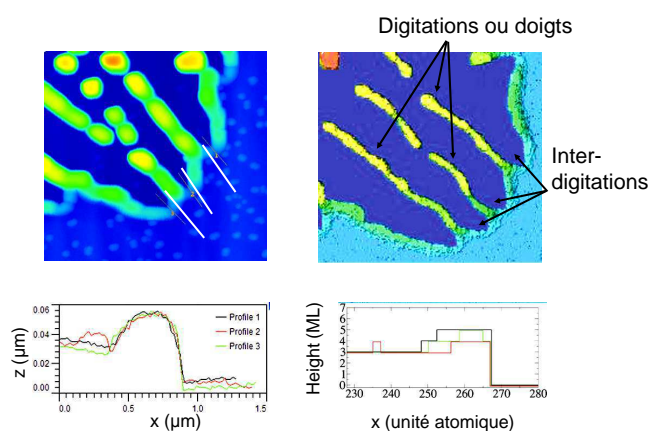 Digitations ou doigts
Inter-
digitations
0.06
0.04
0.02
0.00
z (µm)
Profile 1
Profile 2
Profile 3
0.0
0.5
1.0
1.5
x (µm)
Height (ML)
7
6
5
4
3
2
1
0
230
240
250
260
270
280
x (unité atomique)